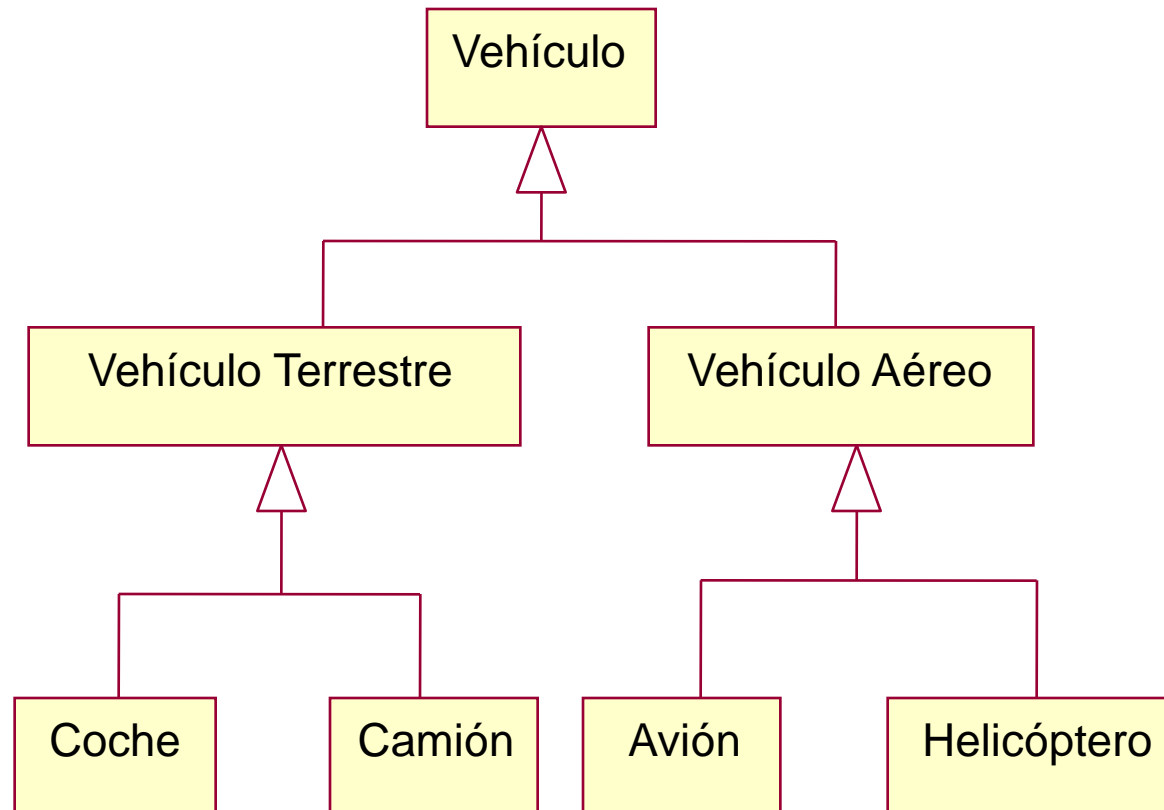 Vehículo
Vehículo Terrestre
Vehículo Aéreo
Coche
Camión
Avión
Helicóptero